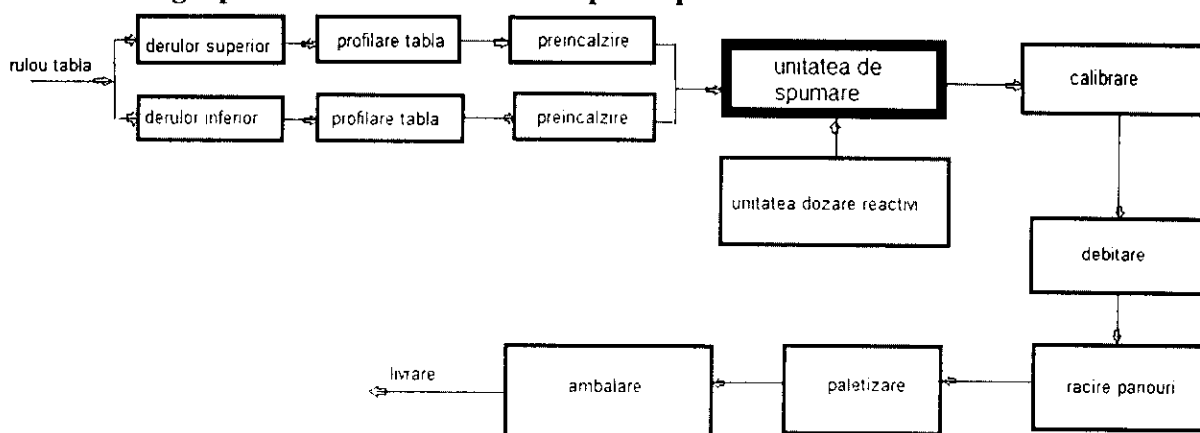 derulor superior
profilare tabla
preincalzire
rulou tabla
derulor inferior
profilare tabla
preincalzire
unitatea de
spumare
calibrare
unitatea dozare reactivi
debitare
livrare
ambalare
paletizare
racire panouri